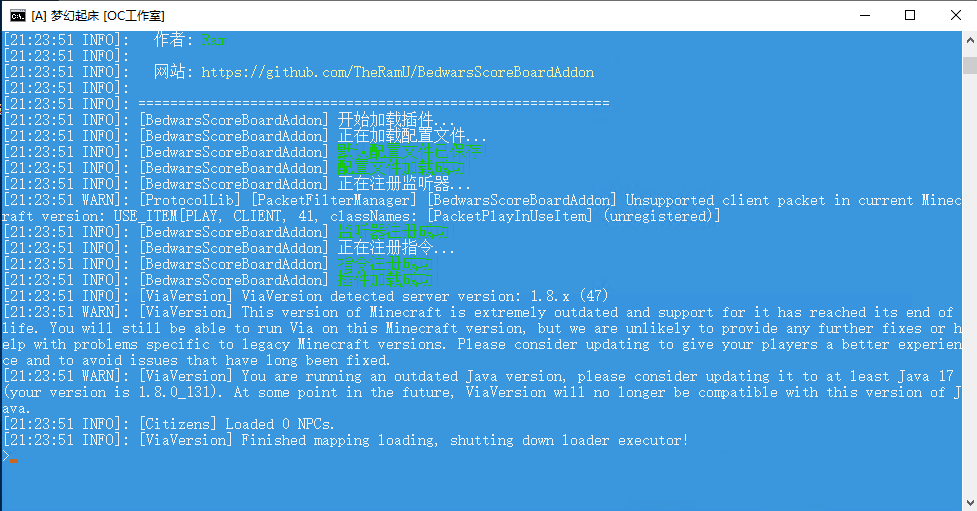 [A] 梦幻起床 [OC工作室]
[21:23:51 INFO]:   作者:
[21:23:51 INFO]:
[21:23:51 INFO]:   网站: https://github.com/TheRamU/BedwarsScoreBoardAddon
[21:23:51 INFO]:
[21:23:51 INFO]: ============================================================
[21:23:51 INFO]: [BedwarsScoreBoardAddon] 开始加载插件...
[21:23:51 INFO]: [BedwarsScoreBoardAddon] 正在加载配置文件...
[21:23:51 INFO]: [BedwarsScoreBoardAddon]
[21:23:51 INFO]: [BedwarsScoreBoardAddon]
[21:23:51 INFO]: [BedwarsScoreBoardAddon] 正在注册监听器...
[21:23:51 WARN]: [ProtocolLib] [PacketFilterManager] [BedwarsScoreBoardAddon] Unsupported client packet in current Minec
raft version: USE_ITEM[PLAY, CLIENT, 41, classNames: [PacketPlayInUseItem] (unregistered)]
[21:23:51 INFO]: [BedwarsScoreBoardAddon]
[21:23:51 INFO]: [BedwarsScoreBoardAddon] 正在注册指令...
[21:23:51 INFO]: [BedwarsScoreBoardAddon]
[21:23:51 INFO]: [BedwarsScoreBoardAddon]
[21:23:51 INFO]: [ViaVersion] ViaVersion detected server version: 1.8.x (47)
[21:23:51 WARN]: [ViaVersion] This version of Minecraft is extremely outdated and support for it has reached its end of
life. You will still be able to run Via on this Minecraft version, but we are unlikely to provide any further fixes or h
elp with problems specific to legacy Minecraft versions. Please consider updating to give your players a better experien
ce and to avoid issues that have long been fixed.
[21:23:51 WARN]: [ViaVersion] You are running an outdated Java version, please consider updating it to at least Java 17
(your version is 1.8.0_131). At some point in the future, ViaVersion will no longer be compatible with this version of J
ava.
[21:23:51 INFO]: [Citizens] Loaded 0 NPCs.
[21:23:51 INFO]: [ViaVersion] Finished mapping loading, shutting down loader executor!
>